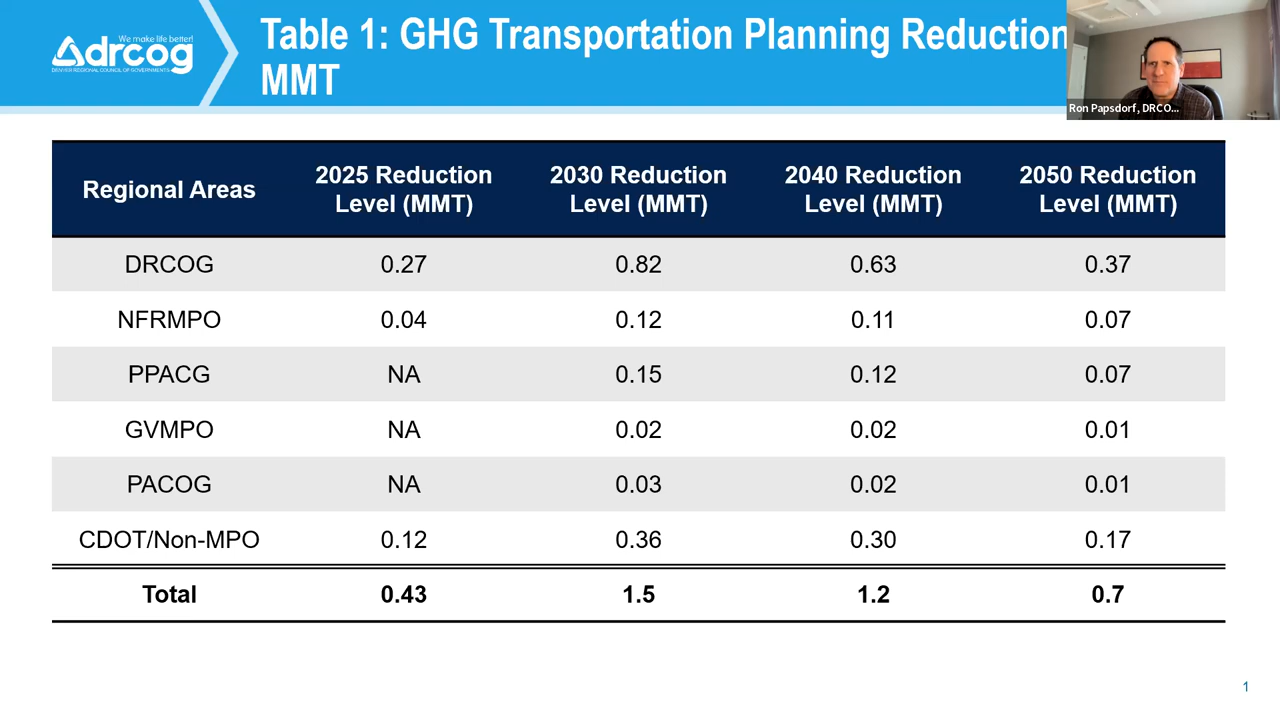 We make life better!
drcog
DENVER REGIONAL COUNCIL OF GOVERNMENTS
Table 1: GHG Transportation Planning Reduction
MMT
Ron Papsdorf, DRCO...
Regional Areas 2025 Reduction Level (MMT) 2030 Reduction Level (MMT) 2040 Reduction Level (MMT) 2050 Reduction Level (MMT)
DRCOG 0.27 0.82 0.63 0.37
NFRMPO 0.04 0.12 0.11 0.07
PPACG NA 0.15 0.12 0.07
GVMPO NA 0.02 0.02 0.01
PACOG NA 0.03 0.02 0.01
CDOT/Non-MPO 0.12 0.36 0.30 0.17
Total 0.43 1.5 1.2 0.7
1